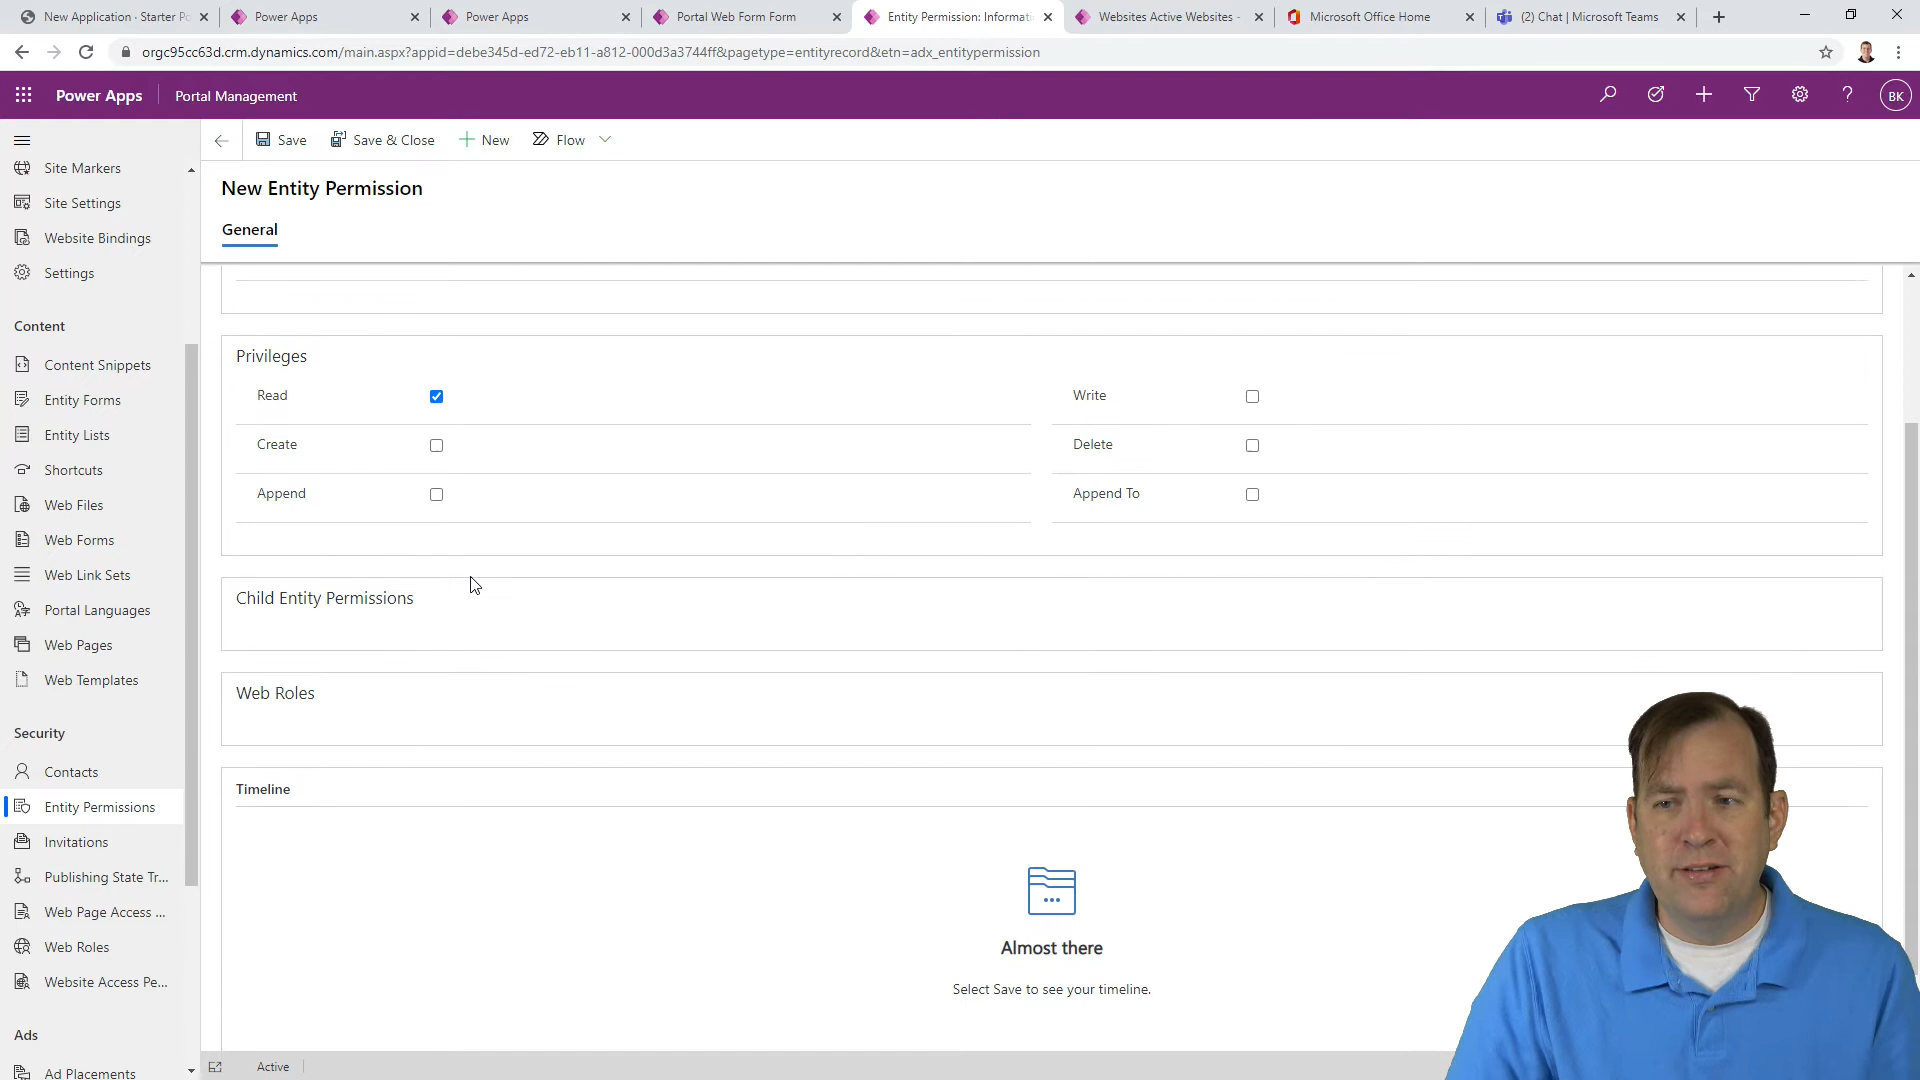 New Application · Starter Po
Power Apps
Power Apps
Portal Web Form Form
Entity Permission: Informati
Websites Active Websites -
Microsoft Office Home
(2) Chat | Microsoft Teams
orgc95cc63d.crm.dynamics.com/main.aspx?appid=debe345d-ed72-eb11-a812-000d3a3744ff&pagetype=entityrecord&etn=adx_entitypermission
Power Apps
Portal Management
BK
Save
Save & Close
New
Flow
New Entity Permission
General
Site Markers
Site Settings
Website Bindings
Settings
Content
Content Snippets
Entity Forms
Entity Lists
Shortcuts
Web Files
Web Forms
Web Link Sets
Portal Languages
Web Pages
Web Templates
Security
Contacts
Entity Permissions
Invitations
Publishing State Tr...
Web Page Access ...
Web Roles
Website Access Pe...
Ads
Ad Placements
Privileges
Read
Write
Create
Delete
Append
Append To
Child Entity Permissions
Web Roles
Timeline
Almost there
Select Save to see your timeline.
Active